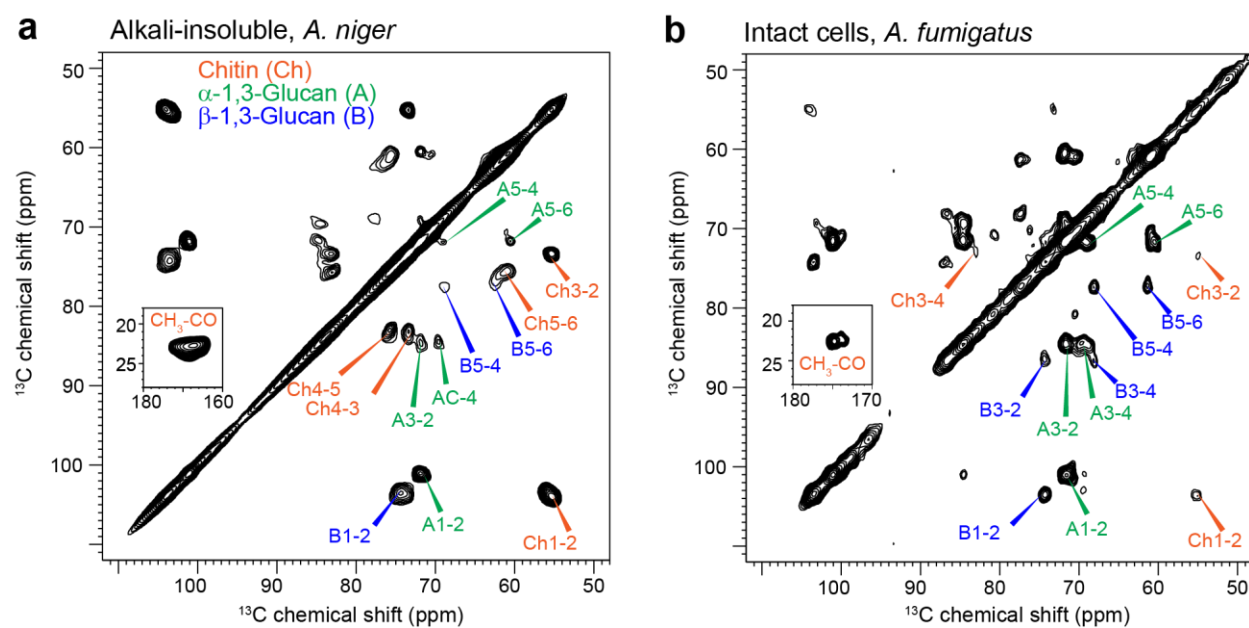 a Alkali-insoluble, A. niger
50
60
70
80
90
100
¹³C chemical shift (ppm)
Chitin (Ch)
α-1,3-Glucan (A)
β-1,3-Glucan (B)
A5-4
A5-6
Ch3-2
Ch5-6
B5-6
B5-4
Ch4-5
Ch4-3
A3-2
AC-4
B1-2
A1-2
Ch1-2
CH₃-CO
20
25
180 160
100 90 80 70 60 50
¹³C chemical shift (ppm)
b Intact cells, A. fumigatus
50
60
70
80
90
100
¹³C chemical shift (ppm)
A5-4
A5-6
Ch3-4
Ch3-2
B5-6
B5-4
B3-2
B3-4
A3-2
A3-4
B1-2
A1-2
Ch1-2
20
25
CH₃-CO
180 170
100 90 80 70 60 50
¹³C chemical shift (ppm)